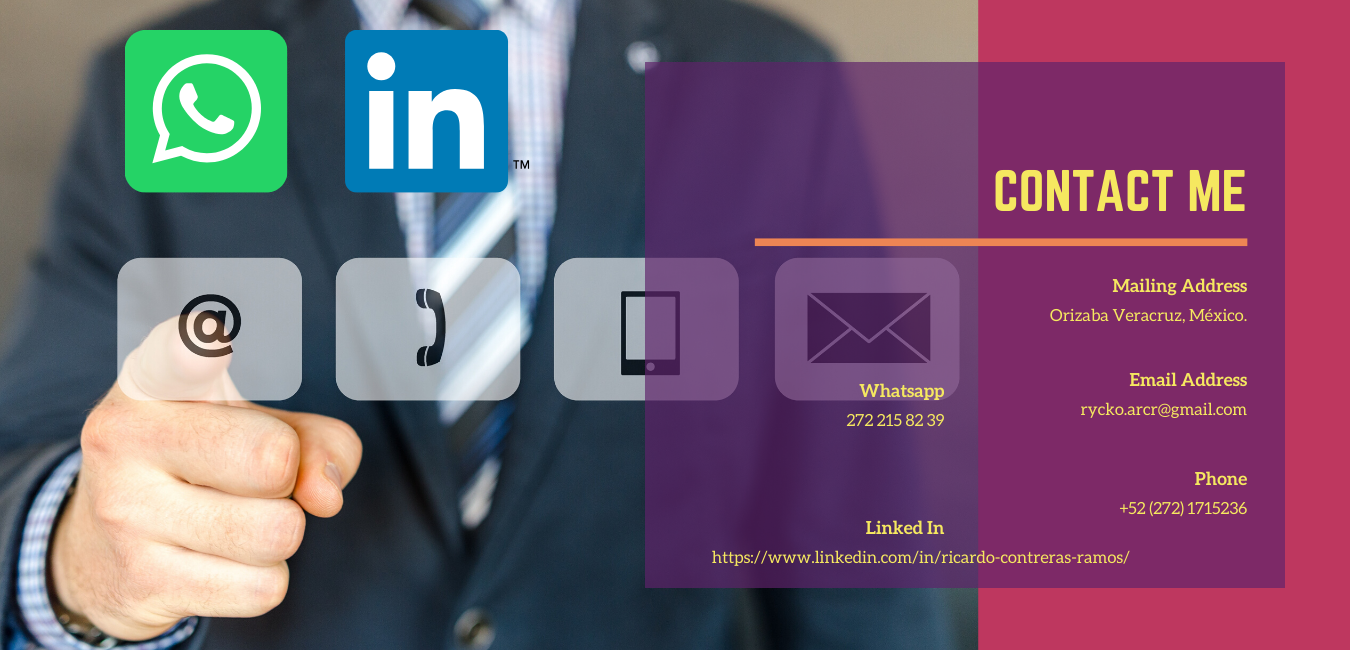 in
TM
CONTACT ME
Mailing Address
Orizaba Veracruz, México.
@
Email Address
rycko.arcr@gmail.com
Whatsapp
272 215 82 39
Phone
+52 (272) 1715236
Linked In
https://www.linkedin.com/in/ricardo-contreras-ramos/